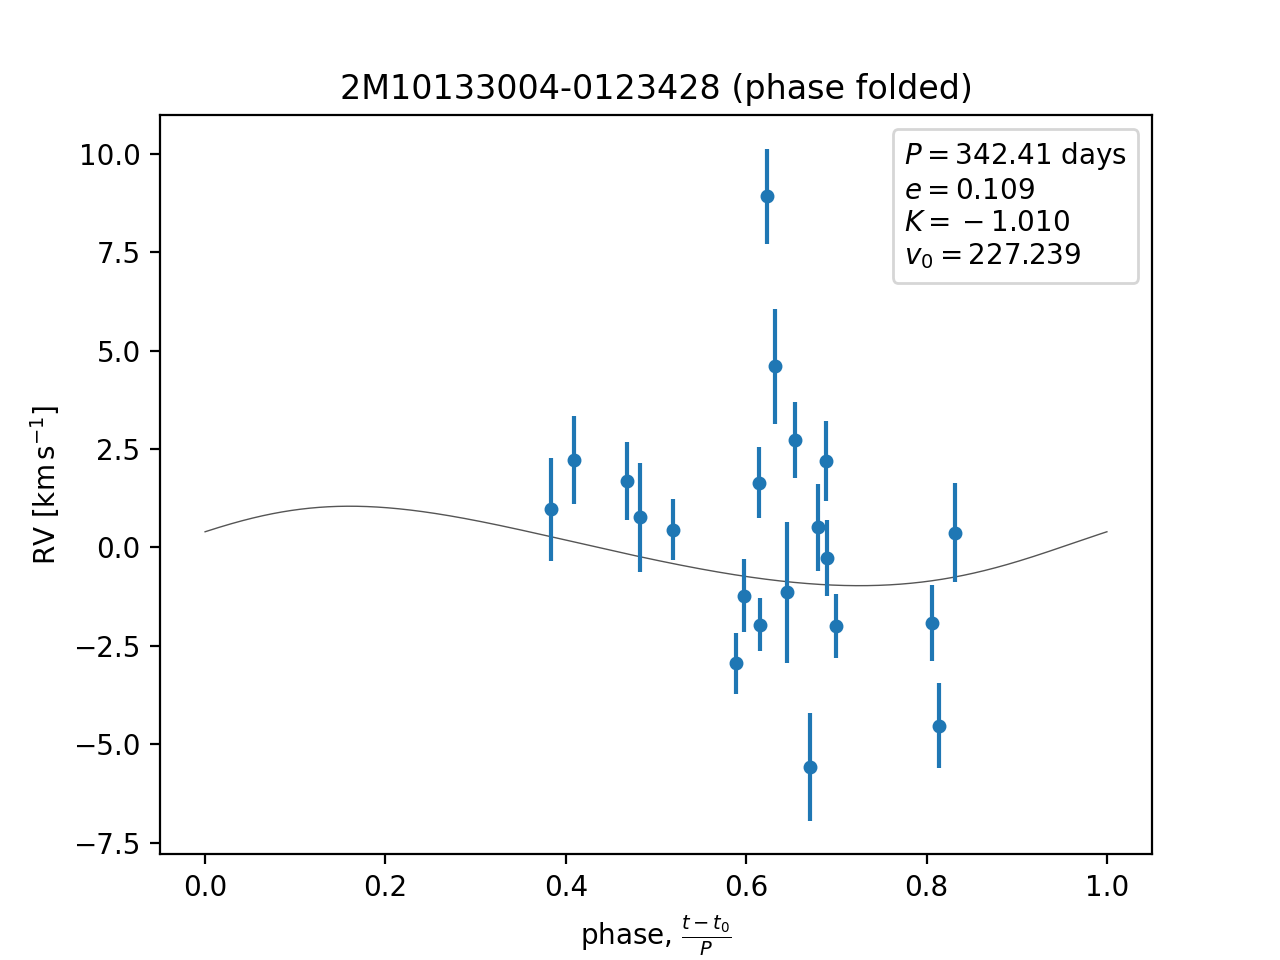 2M10133004-0123428 (phase folded)
P = 342.41 days
e = 0.109
K = −1.010
v₀ = 227.239
RV [km s⁻¹]
10.0
7.5
5.0
2.5
0.0
−2.5
−5.0
−7.5
0.0 0.2 0.4 0.6 0.8 1.0
phase, (t − t₀)/P